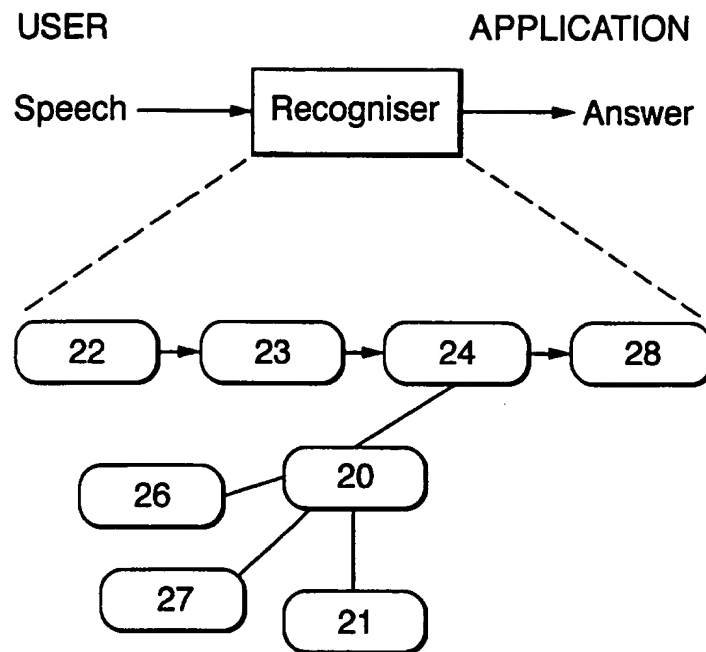 USER APPLICATION
Speech Recogniser Answer
22 23 24 28
26 20
27 21